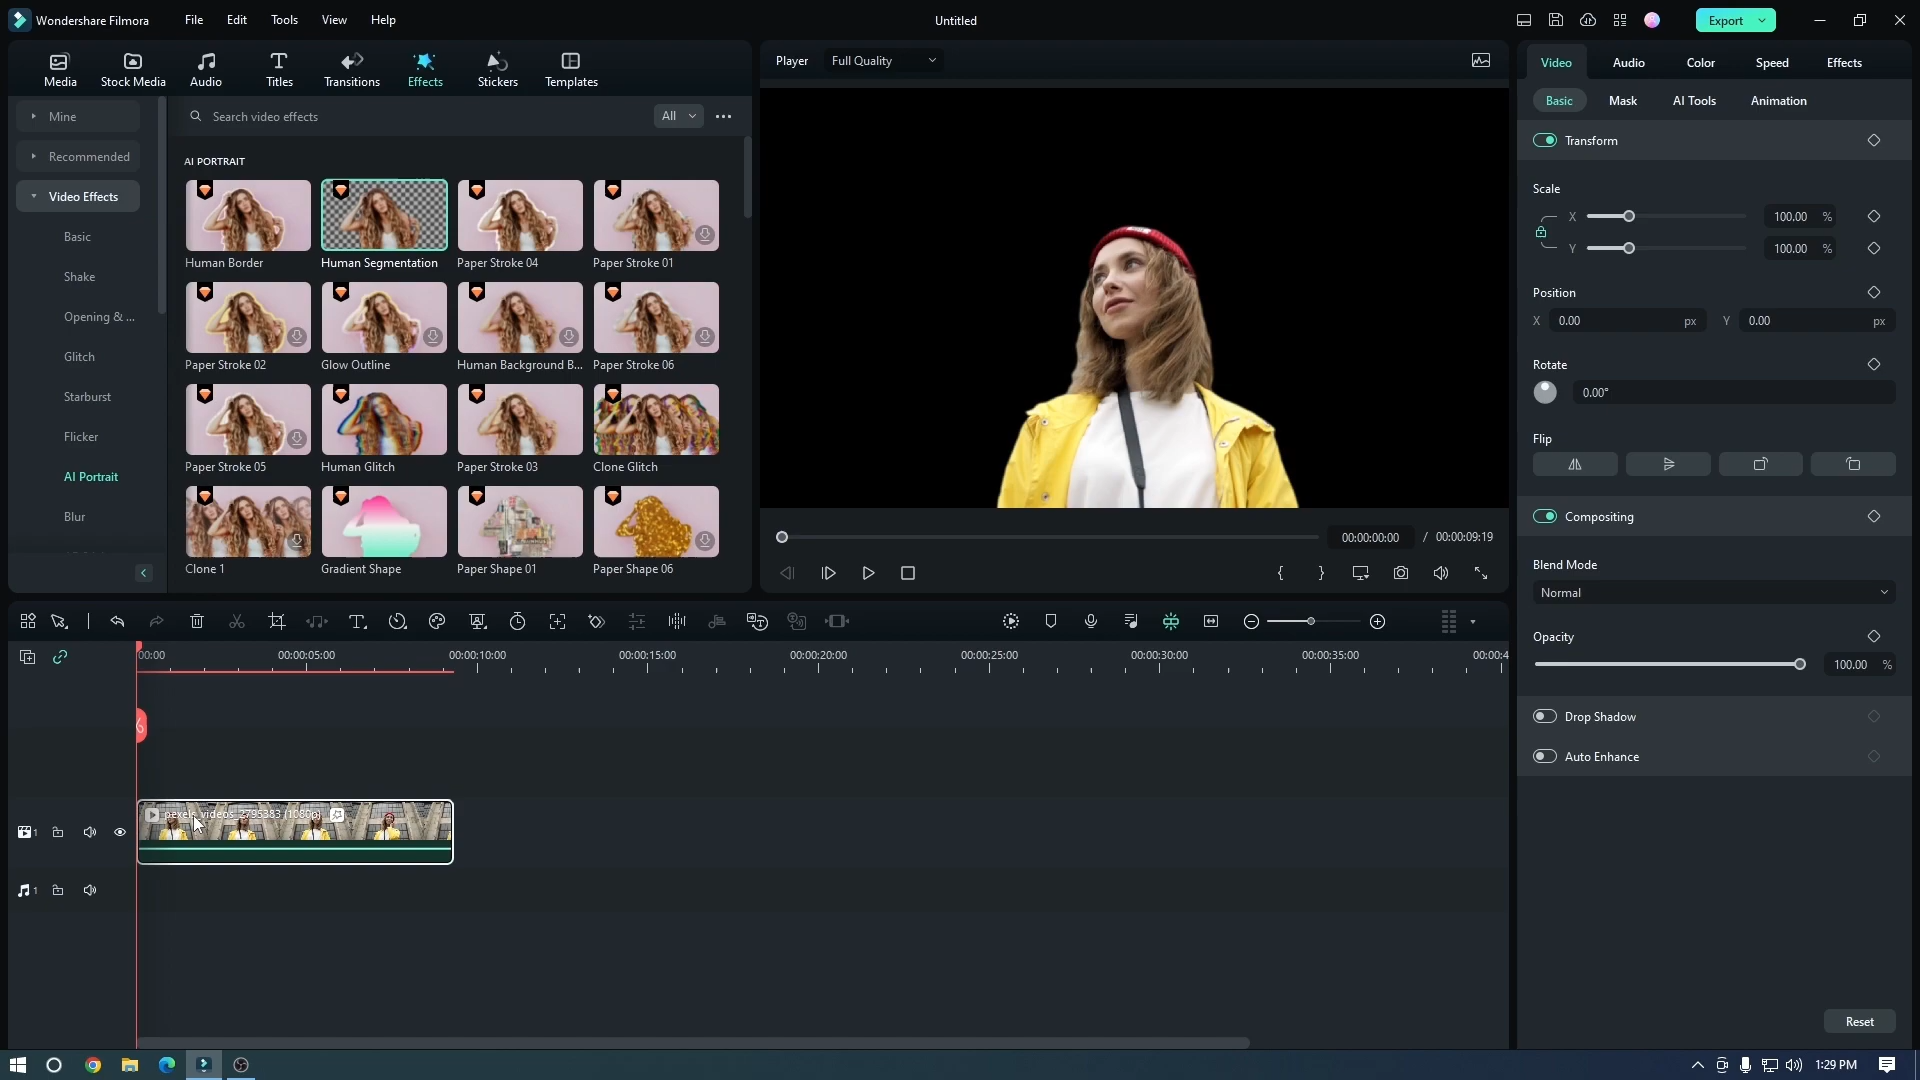 Wondershare Filmora
File
Edit
Tools
View
Help
Untitled
Export
Media
Stock Media
Audio
Titles
Transitions
Effects
Stickers
Templates
Player
Full Quality
Video
Audio
Color
Speed
Effects
Mine
Recommended
Video Effects
Basic
Shake
Opening & ...
Glitch
Starburst
Flicker
AI Portrait
Blur
Search video effects
All
AI PORTRAIT
Human Border
Human Segmentation
Paper Stroke 04
Paper Stroke 01
Paper Stroke 02
Glow Outline
Human Background B...
Paper Stroke 06
Paper Stroke 05
Human Glitch
Paper Stroke 03
Clone Glitch
Clone 1
Gradient Shape
Paper Shape 01
Paper Shape 06
00:00:00:00 / 00:00:09:19
Basic
Mask
AI Tools
Animation
Transform
Scale
X 100.00 %
Y 100.00 %
Position
X 0.00 px Y 0.00 px
Rotate
0.00°
Flip
Compositing
Blend Mode
Normal
Opacity
100.00 %
Drop Shadow
Auto Enhance
Reset
00:00
00:00:05:00
00:00:10:00
00:00:15:00
00:00:20:00
00:00:25:00
00:00:30:00
00:00:35:00
00:00:4
pexels_videos_2795383 (1080p)
1
1
1:29 PM